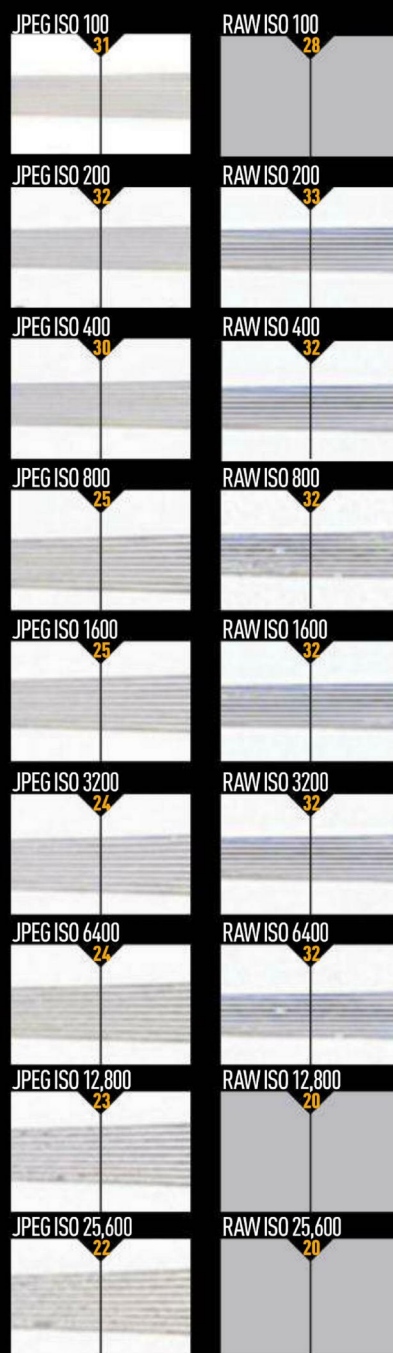 JPEG ISO 100
31
RAW ISO 100
28
JPEG ISO 200
32
RAW ISO 200
33
JPEG ISO 400
30
RAW ISO 400
32
JPEG ISO 800
25
RAW ISO 800
32
JPEG ISO 1600
25
RAW ISO 1600
32
JPEG ISO 3200
24
RAW ISO 3200
32
JPEG ISO 6400
24
RAW ISO 6400
32
JPEG ISO 12,800
23
RAW ISO 12,800
20
JPEG ISO 25,600
22
RAW ISO 25,600
20